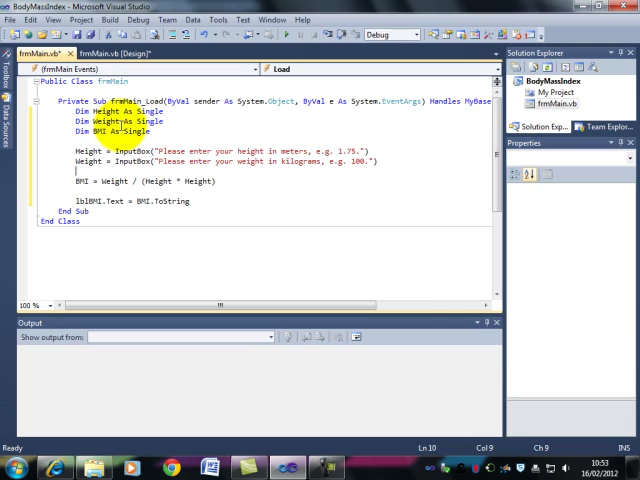 BodyMassIndex - Microsoft Visual Studio
File Edit View Project Build Debug Team Data Tools Test Window Help
Debug
frmMain.vb* × frmMain.vb [Design]*
(frmMain Events) Load
Public Class frmMain
Private Sub frmMain_Load(ByVal sender As System.Object, ByVal e As System.EventArgs) Handles MyBase
Dim Height As Single
Dim Weight As Single
Dim BMI As Single
Height = InputBox("Please enter your height in meters, e.g. 1.75.")
Weight = InputBox("Please enter your weight in kilograms, e.g. 100.")
BMI = Weight / (Height * Height)
lblBMI.Text = BMI.ToString
End Sub
End Class
100 %
Toolbox
Data Sources
Output
Show output from:
Solution Explorer
BodyMassIndex
My Project
frmMain.vb
Solution Exp... Team Explor...
Properties
Ready Ln 10 Col 9 Ch 9 INS
10:53
16/02/2012